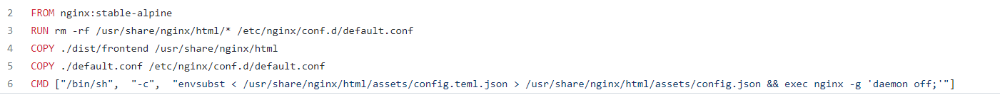 2 FROM nginx:stable-alpine
3 RUN rm -rf /usr/share/nginx/html/* /etc/nginx/conf.d/default.conf
4 COPY ./dist/frontend /usr/share/nginx/html
5 COPY ./default.conf /etc/nginx/conf.d/default.conf
6 CMD ["/bin/sh",  "-c",  "envsubst < /usr/share/nginx/html/assets/config.teml.json > /usr/share/nginx/html/assets/config.json && exec nginx -g 'daemon off;'"]